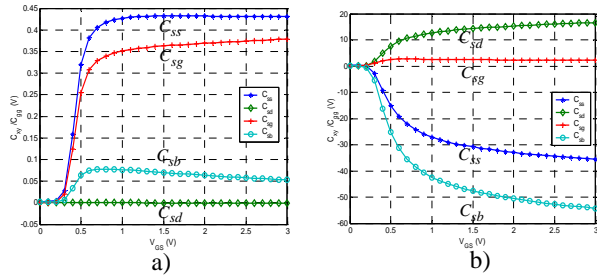 0.45
0.4
0.35
0.3
0.25
0.2
0.15
0.1
0.05
0
-0.05
0
0.5
1
1.5
2
2.5
3
C_xy/C_gg (V)
V_GS (V)
C_ss
C_sg
C_sb
C_sd
C_ss
C_sd
C_sg
C_sb
a)
20
10
0
-10
-20
-30
-40
-50
-60
0
0.5
1
1.5
2
2.5
3
C_xy/C_gg (V)
V_GS (V)
C_sd
C_sg
C_ss
C_sb
C_ss
C_sd
C_sg
C_sb
b)